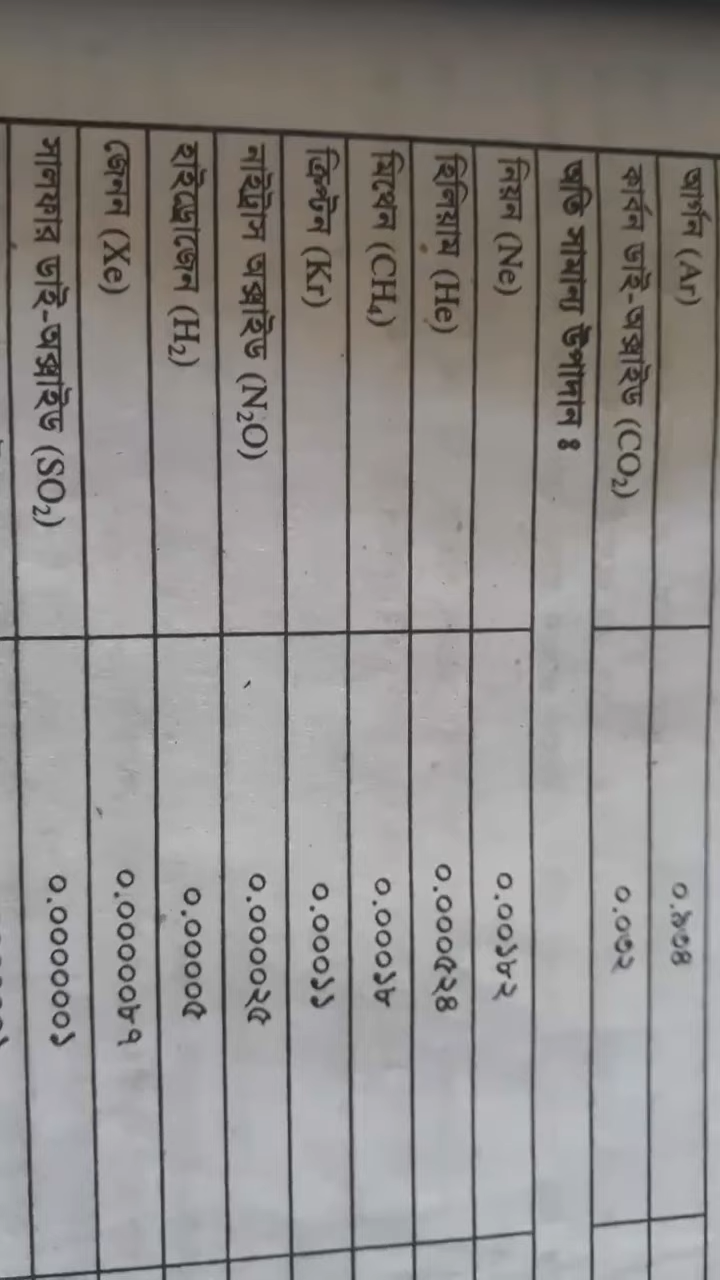 আর্গন (Ar) ০.৯৩৪
কার্বন ডাই-অক্সাইড (CO₂) ০.০৩২
অতি সামান্য উপাদান ঃ
নিয়ন (Ne) ০.০০১৮২
হিলিয়াম (He) ০.০০০৫২৪
মিথেন (CH₄) ০.০০০১৮
ক্রিপ্টন (Kr) ০.০০০১১
নাইট্রাস অক্সাইড (N₂O) ০.০০০০২৫
হাইড্রোজেন (H₂) ০.০০০০৫
জেনন (Xe) ০.০০০০০৮৭
সালফার ডাই-অক্সাইড (SO₂) ০.০০০০০০১